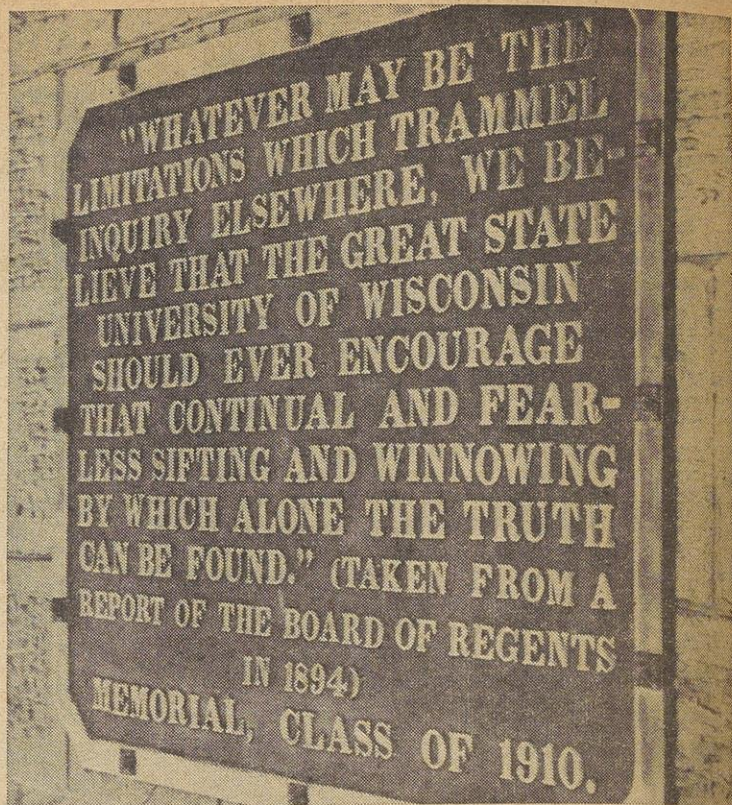 "WHATEVER MAY BE THE
LIMITATIONS WHICH TRAMMEL
INQUIRY ELSEWHERE, WE BE-
LIEVE THAT THE GREAT STATE
UNIVERSITY OF WISCONSIN
SHOULD EVER ENCOURAGE
THAT CONTINUAL AND FEAR-
LESS SIFTING AND WINNOWING
BY WHICH ALONE THE TRUTH
CAN BE FOUND." (TAKEN FROM A
REPORT OF THE BOARD OF REGENTS
IN 1894)
MEMORIAL, CLASS OF 1910.